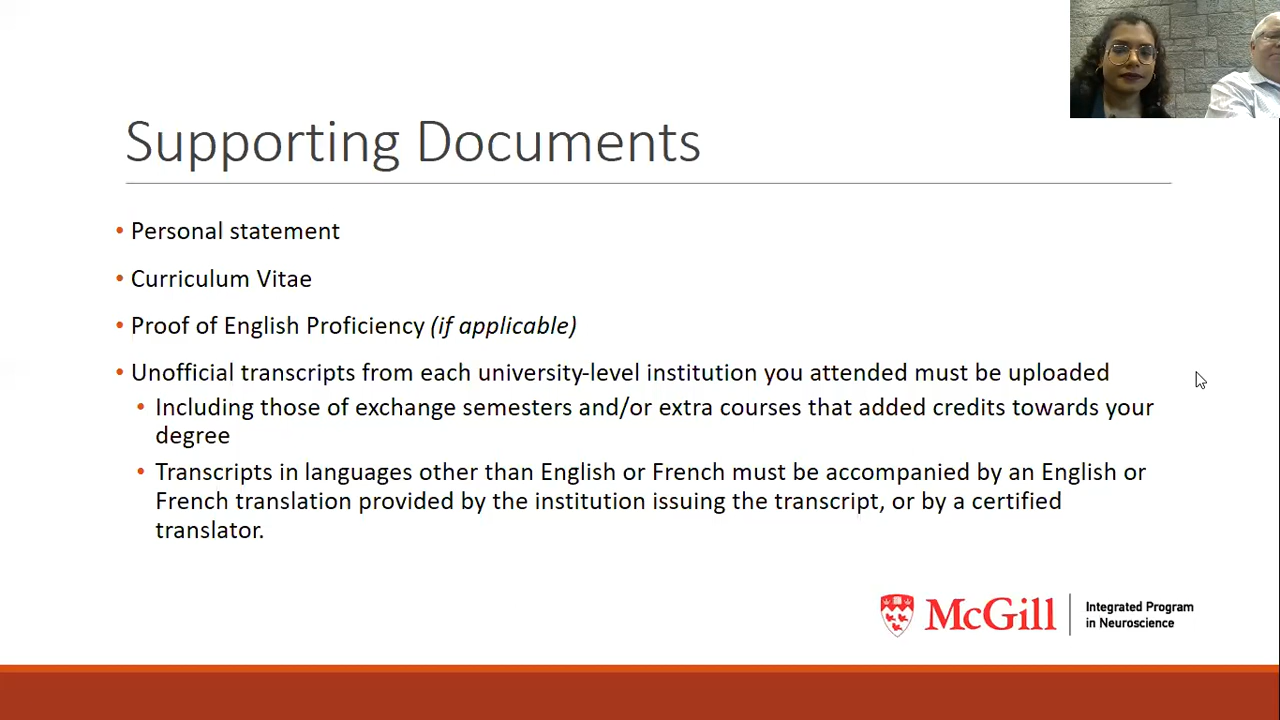 Supporting Documents
• Personal statement
• Curriculum Vitae
• Proof of English Proficiency (if applicable)
• Unofficial transcripts from each university-level institution you attended must be uploaded
• Including those of exchange semesters and/or extra courses that added credits towards your
degree
• Transcripts in languages other than English or French must be accompanied by an English or
French translation provided by the institution issuing the transcript, or by a certified
translator.
McGill
Integrated Program
in Neuroscience